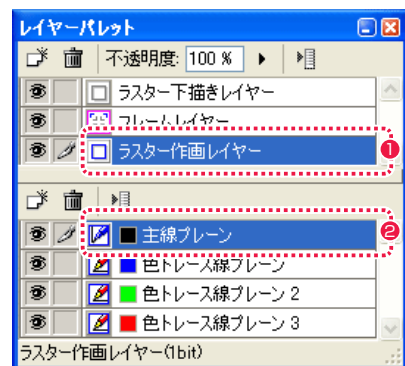 レイヤーパレット
不透明度: 100 %
ラスター下描きレイヤー
フレームレイヤー
ラスター作画レイヤー
1
主線プレーン
2
色トレース線プレーン
色トレース線プレーン 2
色トレース線プレーン 3
ラスター作画レイヤー(1bit)